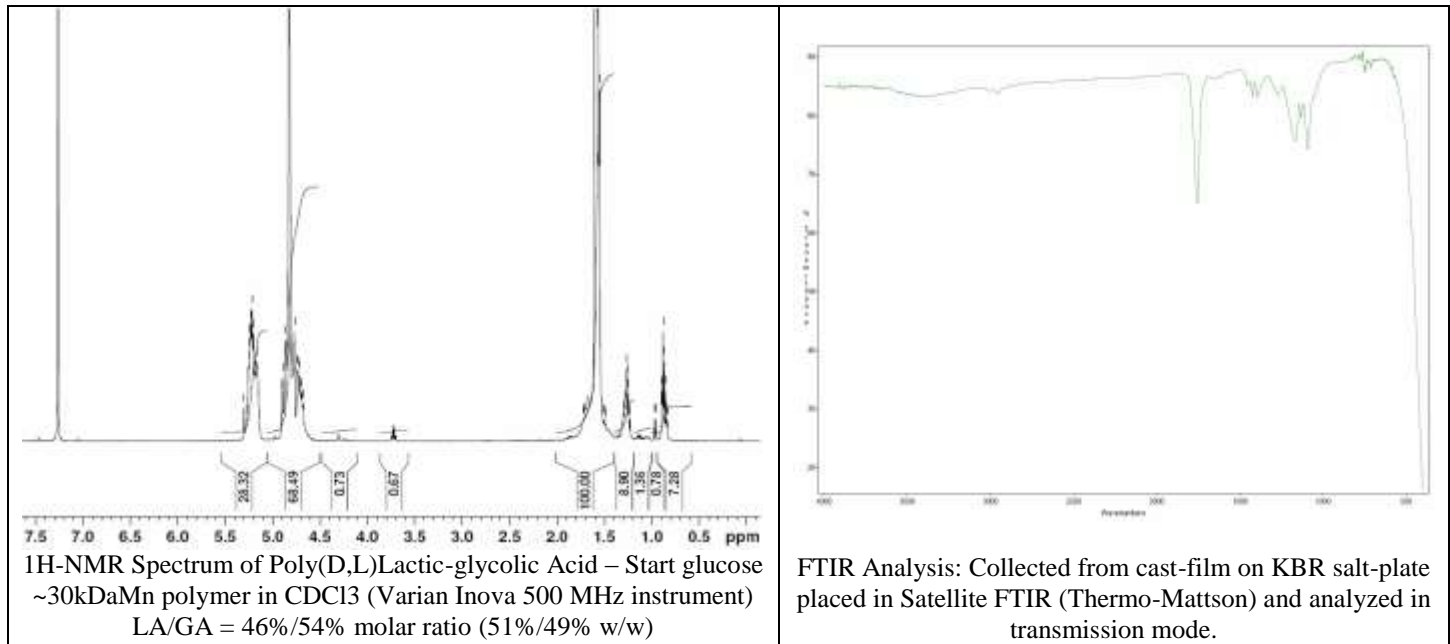 28.32
68.49
0.73
0.67
100.00
8.90
1.36
0.78
7.28
7.5 7.0 6.5 6.0 5.5 5.0 4.5 4.0 3.5 3.0 2.5 2.0 1.5 1.0 0.5 ppm
1H-NMR Spectrum of Poly(D,L)Lactic-glycolic Acid – Start glucose
~30kDaMn polymer in CDCl3 (Varian Inova 500 MHz instrument)
LA/GA = 46%/54% molar ratio (51%/49% w/w)
FTIR Analysis: Collected from cast-film on KBR salt-plate
placed in Satellite FTIR (Thermo-Mattson) and analyzed in
transmission mode.